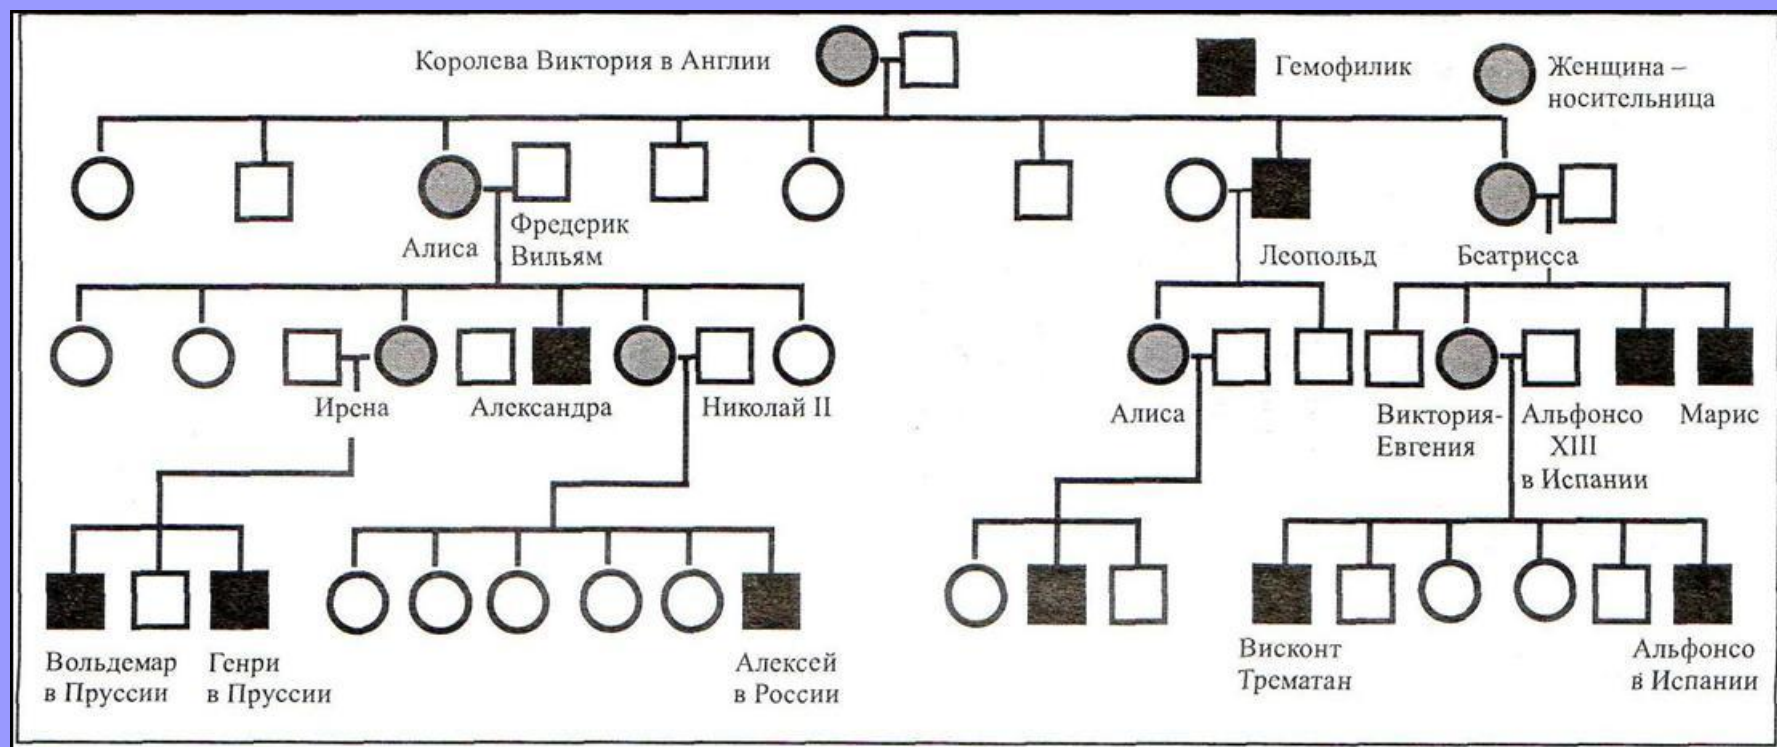 Королева Виктория в Англии
Гемофилик
Женщина –
носительница
Алиса
Фредерик
Вильям
Леопольд
Беатрисса
Ирена
Александра
Николай II
Алиса
Виктория-
Евгения
Альфонсо
XIII
в Испании
Марис
Вольдемар
в Пруссии
Генри
в Пруссии
Алексей
в России
Висконт
Трематан
Альфонсо
в Испании